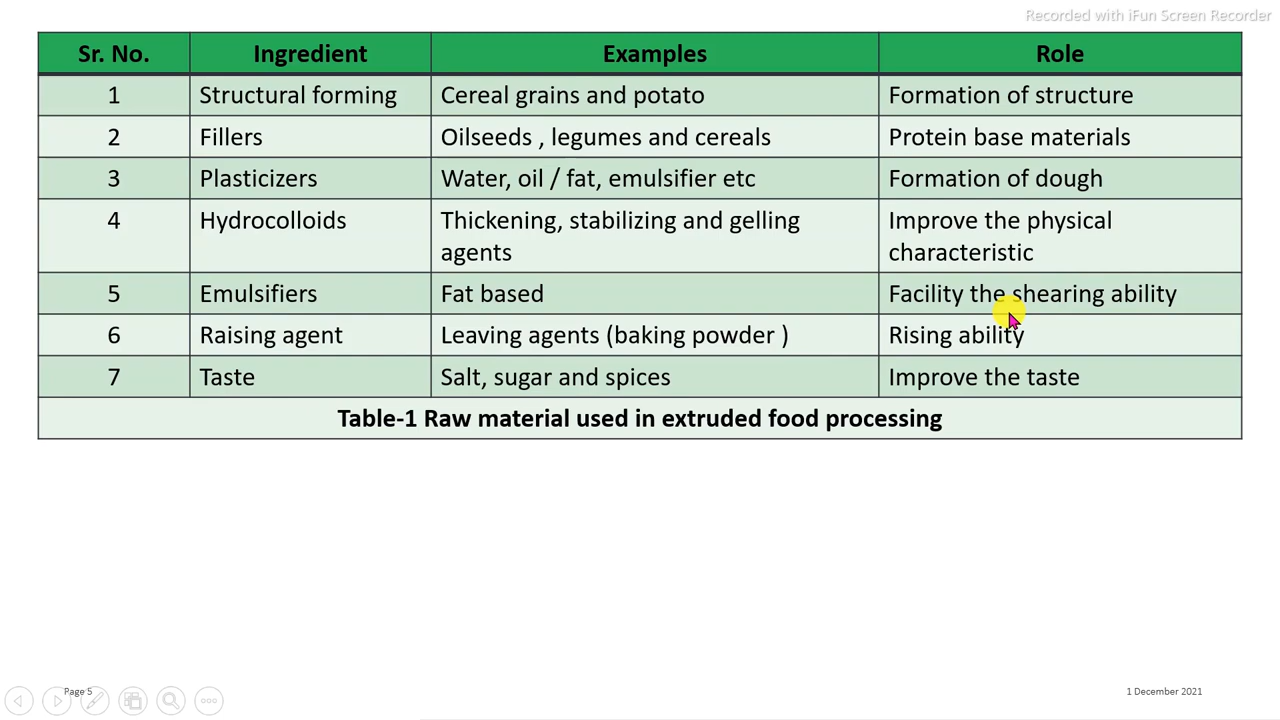 Recorded with iFun Screen Recorder
Sr. No. Ingredient Examples Role
1 Structural forming Cereal grains and potato Formation of structure
2 Fillers Oilseeds , legumes and cereals Protein base materials
3 Plasticizers Water, oil / fat, emulsifier etc Formation of dough
4 Hydrocolloids Thickening, stabilizing and gelling Improve the physical
agents characteristic
5 Emulsifiers Fat based Facility the shearing ability
6 Raising agent Leaving agents (baking powder ) Rising ability
7 Taste Salt, sugar and spices Improve the taste
Table-1 Raw material used in extruded food processing
Page 5 1 December 2021